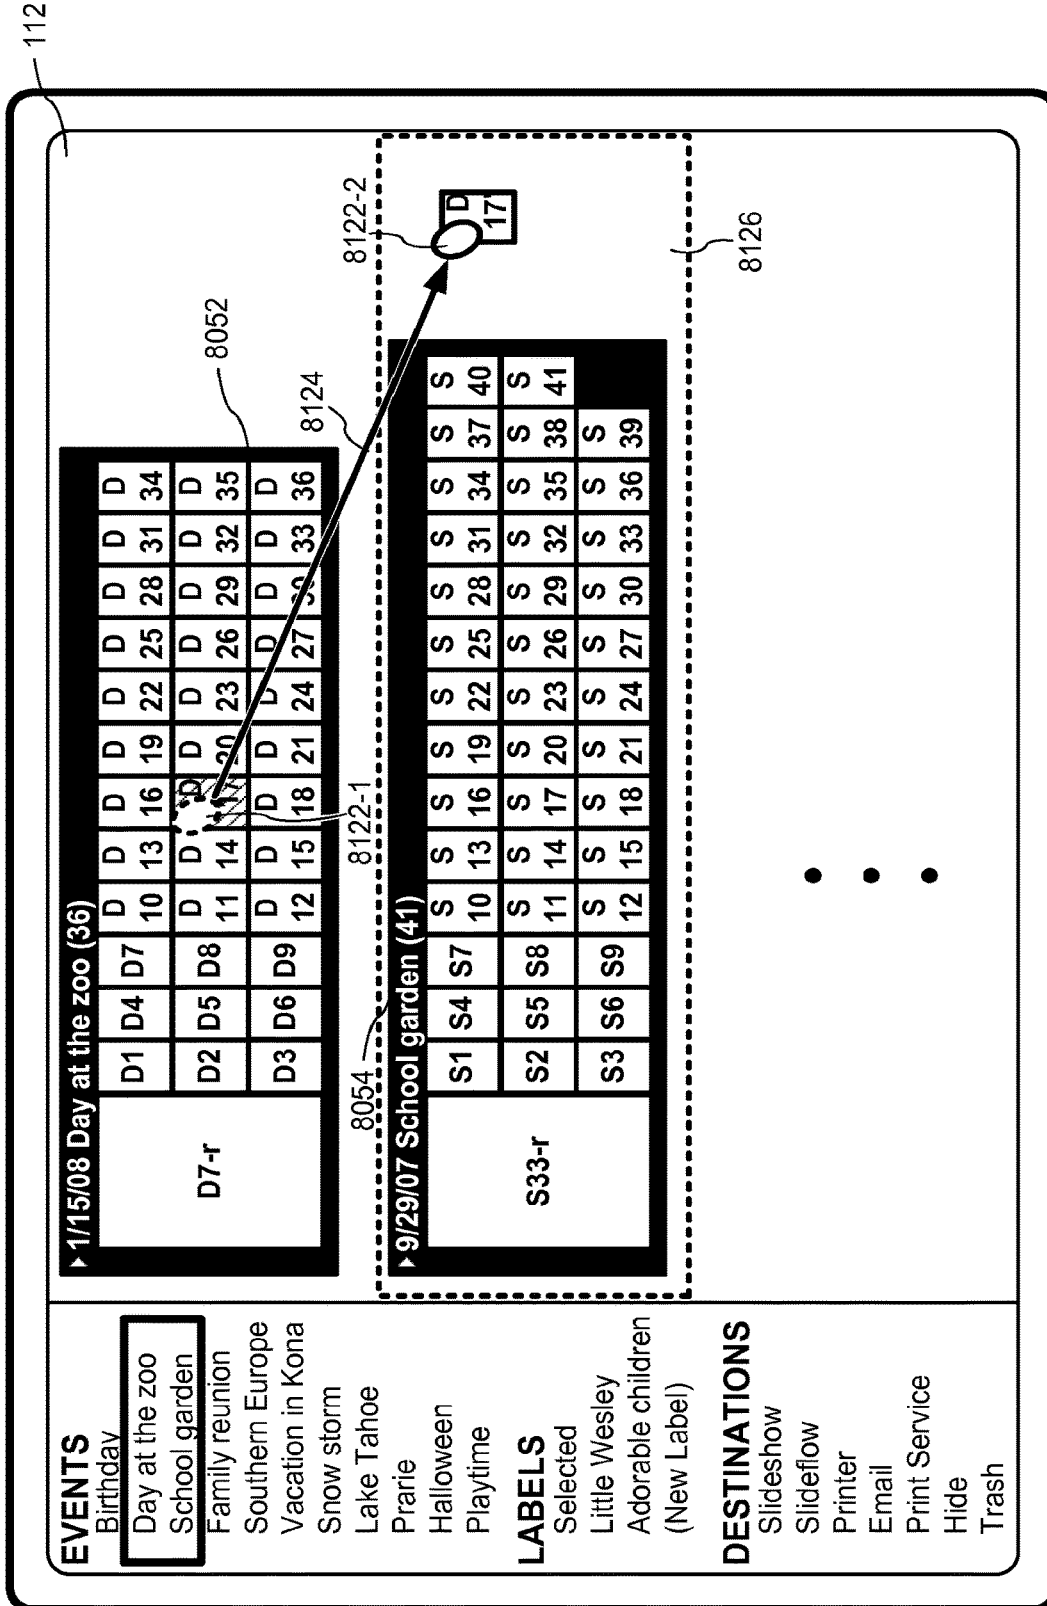 112
EVENTS
Birthday
Day at the zoo
School garden
Family reunion
Southern Europe
Vacation in Kona
Snow storm
Lake Tahoe
Prarie
Halloween
Playtime
LABELS
Selected
Little Wesley
Adorable children
(New Label)
DESTINATIONS
Slideshow
Slideflow
Printer
Email
Print Service
Hide
Trash
1/15/08 Day at the zoo (36)
D7-r
D1 D4 D7 D 10 D 13 D 16 D 19 D 22 D 25 D 28 D 31 D 34
D2 D5 D8 D 11 D 14 D 17 D 20 D 23 D 26 D 29 D 32 D 35
D3 D6 D9 D 12 D 15 D 18 D 21 D 24 D 27 D 30 D 33 D 36
8052
8122-1
8124
8122-2
D 17
8054
9/29/07 School garden (41)
S33-r
S1 S4 S7 S 10 S 13 S 16 S 19 S 22 S 25 S 28 S 31 S 34 S 37 S 40
S2 S5 S8 S 11 S 14 S 17 S 20 S 23 S 26 S 29 S 32 S 35 S 38 S 41
S3 S6 S9 S 12 S 15 S 18 S 21 S 24 S 27 S 30 S 33 S 36 S 39
8126